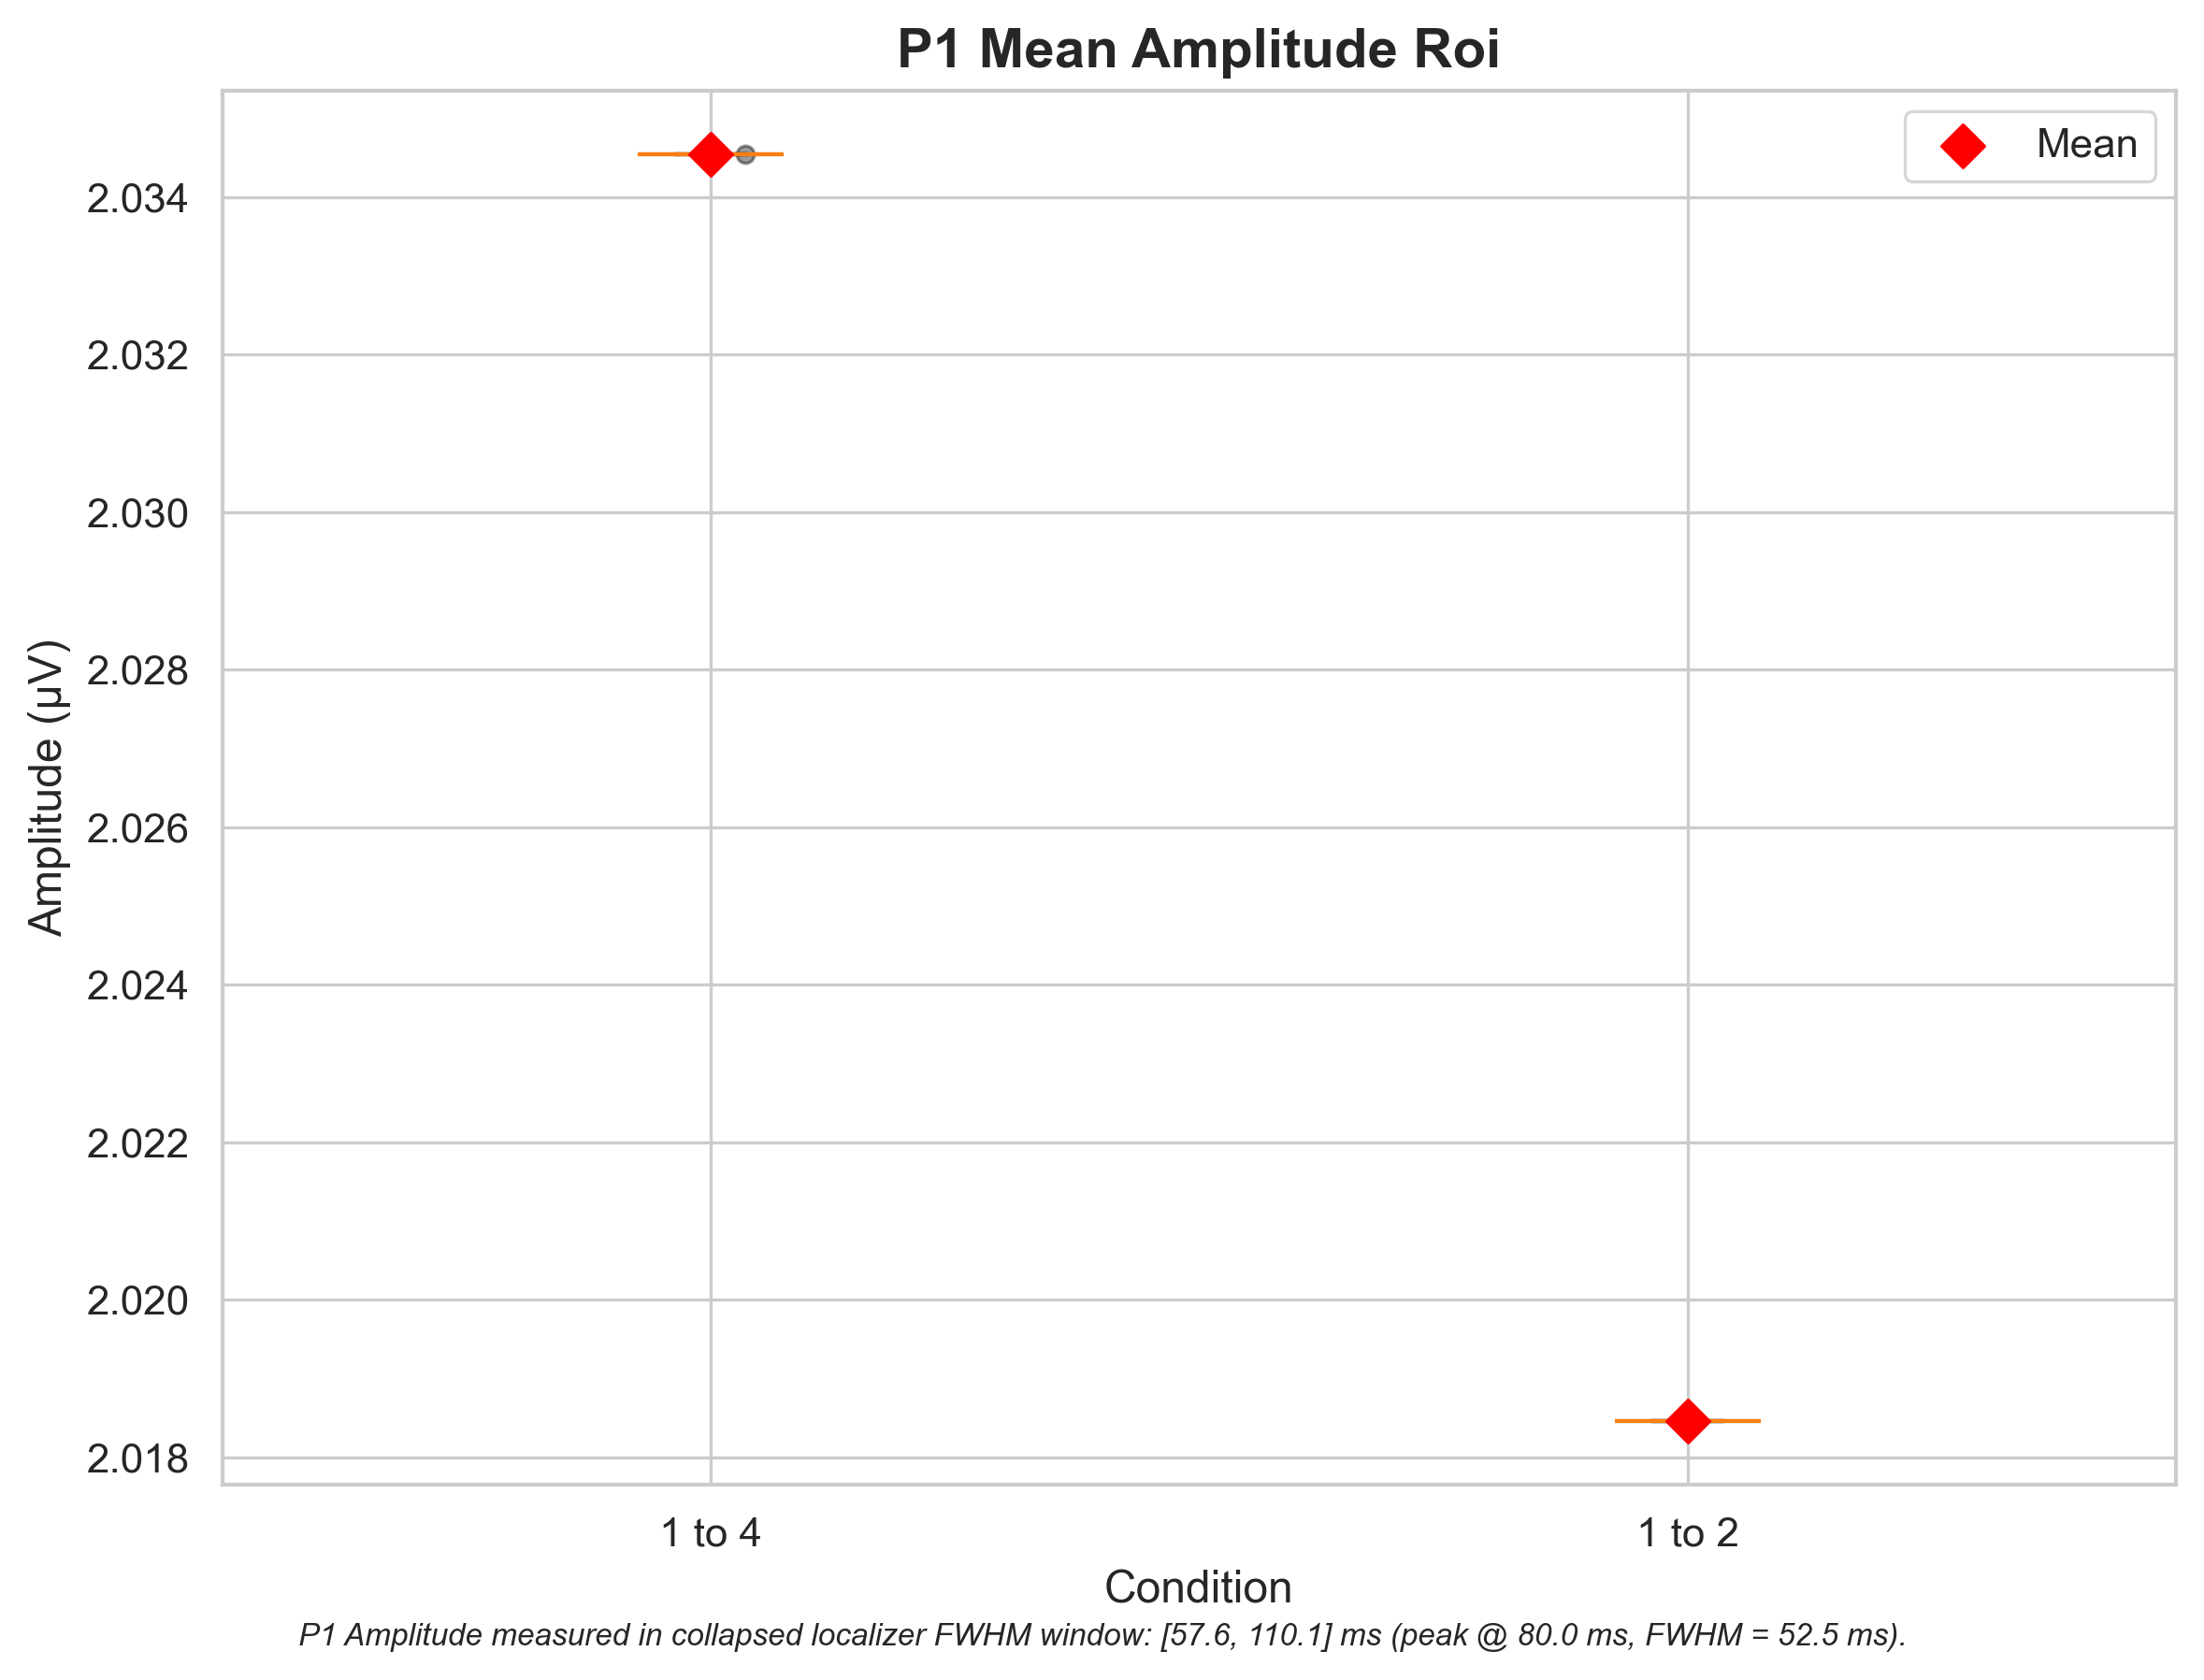 P1 Mean Amplitude Roi
Mean
Amplitude (µV)
2.034
2.032
2.030
2.028
2.026
2.024
2.022
2.020
2.018
1 to 4
1 to 2
Condition
P1 Amplitude measured in collapsed localizer FWHM window: [57.6, 110.1] ms (peak @ 80.0 ms, FWHM = 52.5 ms).